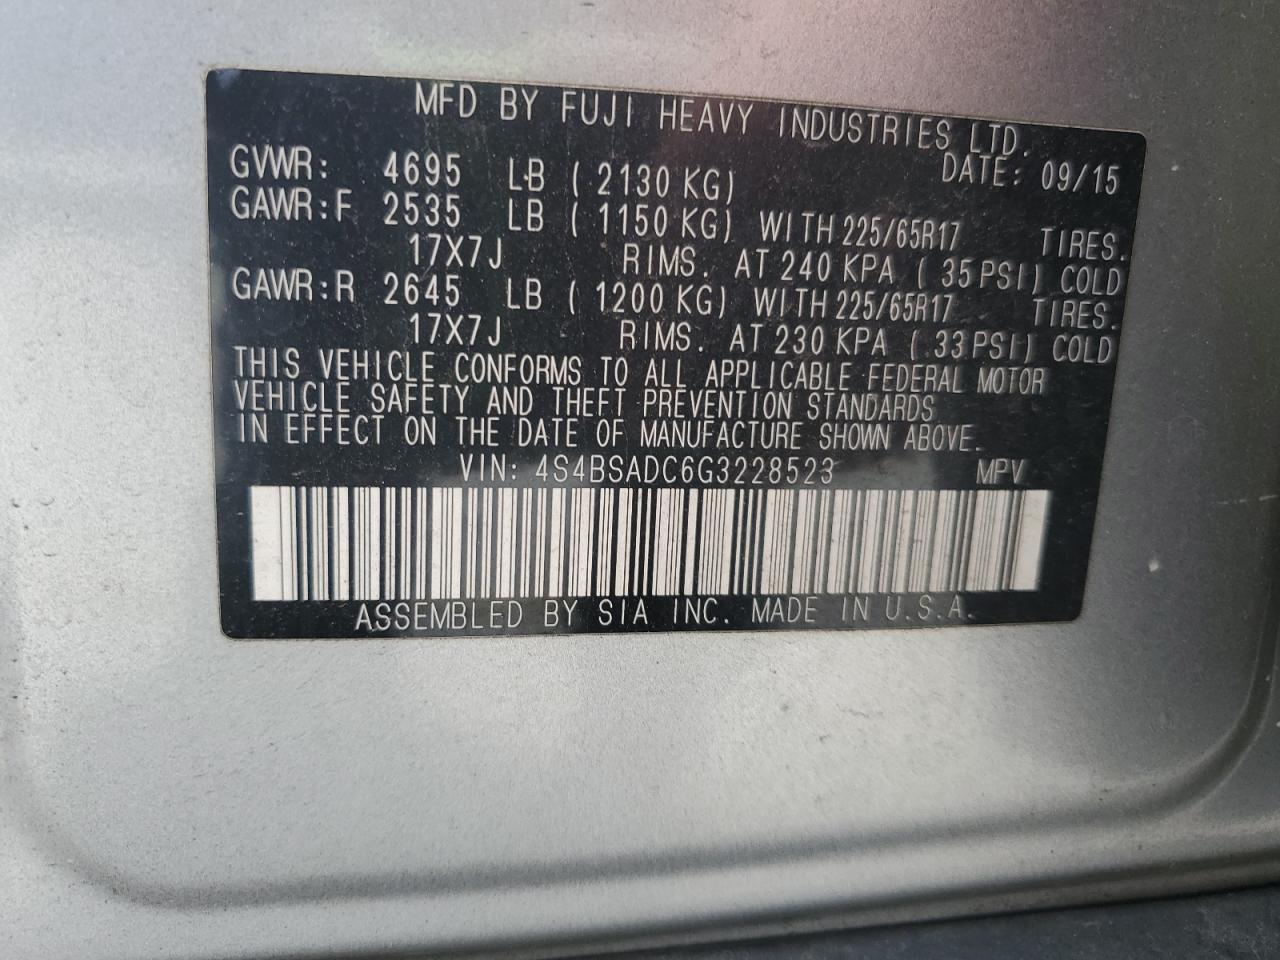 MFD BY FUJI HEAVY INDUSTRIES LTD.
DATE: 09/15
GVWR: 4695 LB ( 2130 KG)
GAWR:F 2535 LB ( 1150 KG) WITH 225/65R17 TIRES.
17X7J RIMS. AT 240 KPA ( 35 PSI) COLD
GAWR:R 2645 LB ( 1200 KG) WITH 225/65R17 TIRES.
17X7J RIMS. AT 230 KPA ( 33 PSI) COLD
THIS VEHICLE CONFORMS TO ALL APPLICABLE FEDERAL MOTOR
VEHICLE SAFETY AND THEFT PREVENTION STANDARDS
IN EFFECT ON THE DATE OF MANUFACTURE SHOWN ABOVE.
VIN: 4S4BSADC6G3228523 MPV
ASSEMBLED BY SIA INC. MADE IN U.S.A.